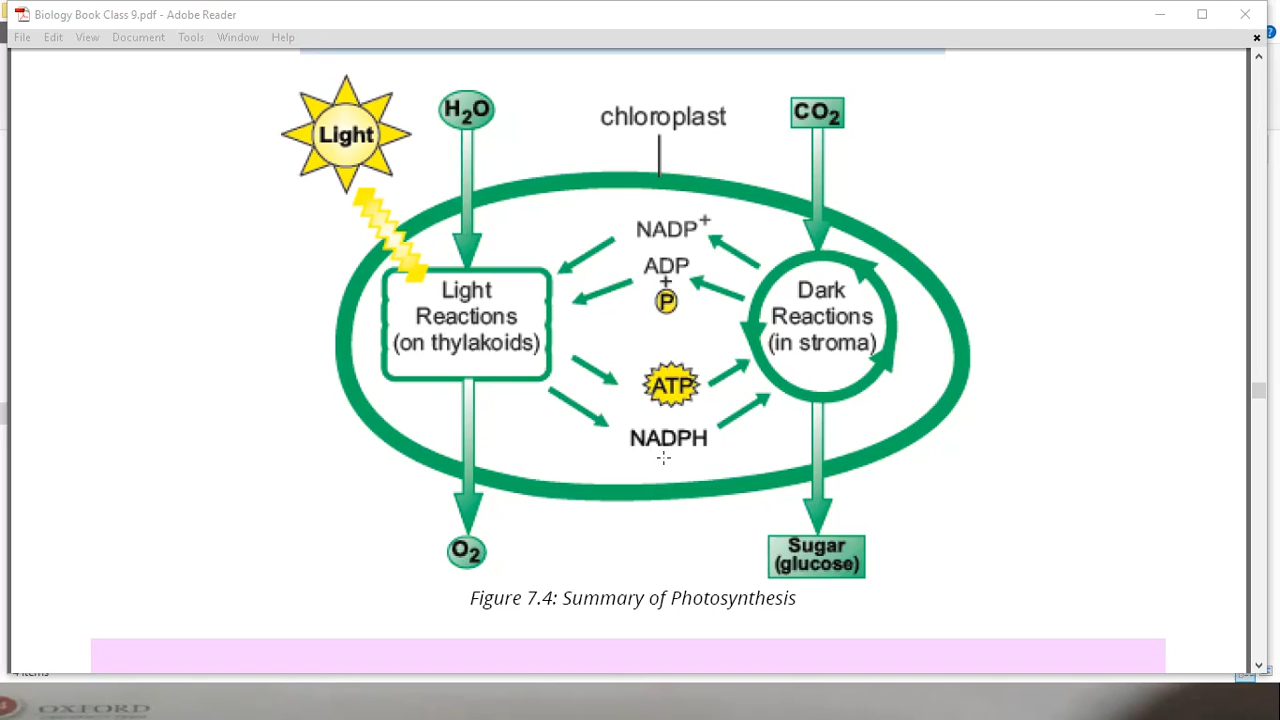 Biology Book Class 9.pdf - Adobe Reader
File Edit View Document Tools Window Help
Light
H₂O
chloroplast
CO₂
NADP⁺
ADP
+
P
Light
Reactions
(on thylakoids)
Dark
Reactions
(in stroma)
ATP
NADPH
O₂
Sugar
(glucose)
Figure 7.4: Summary of Photosynthesis
OXFORD